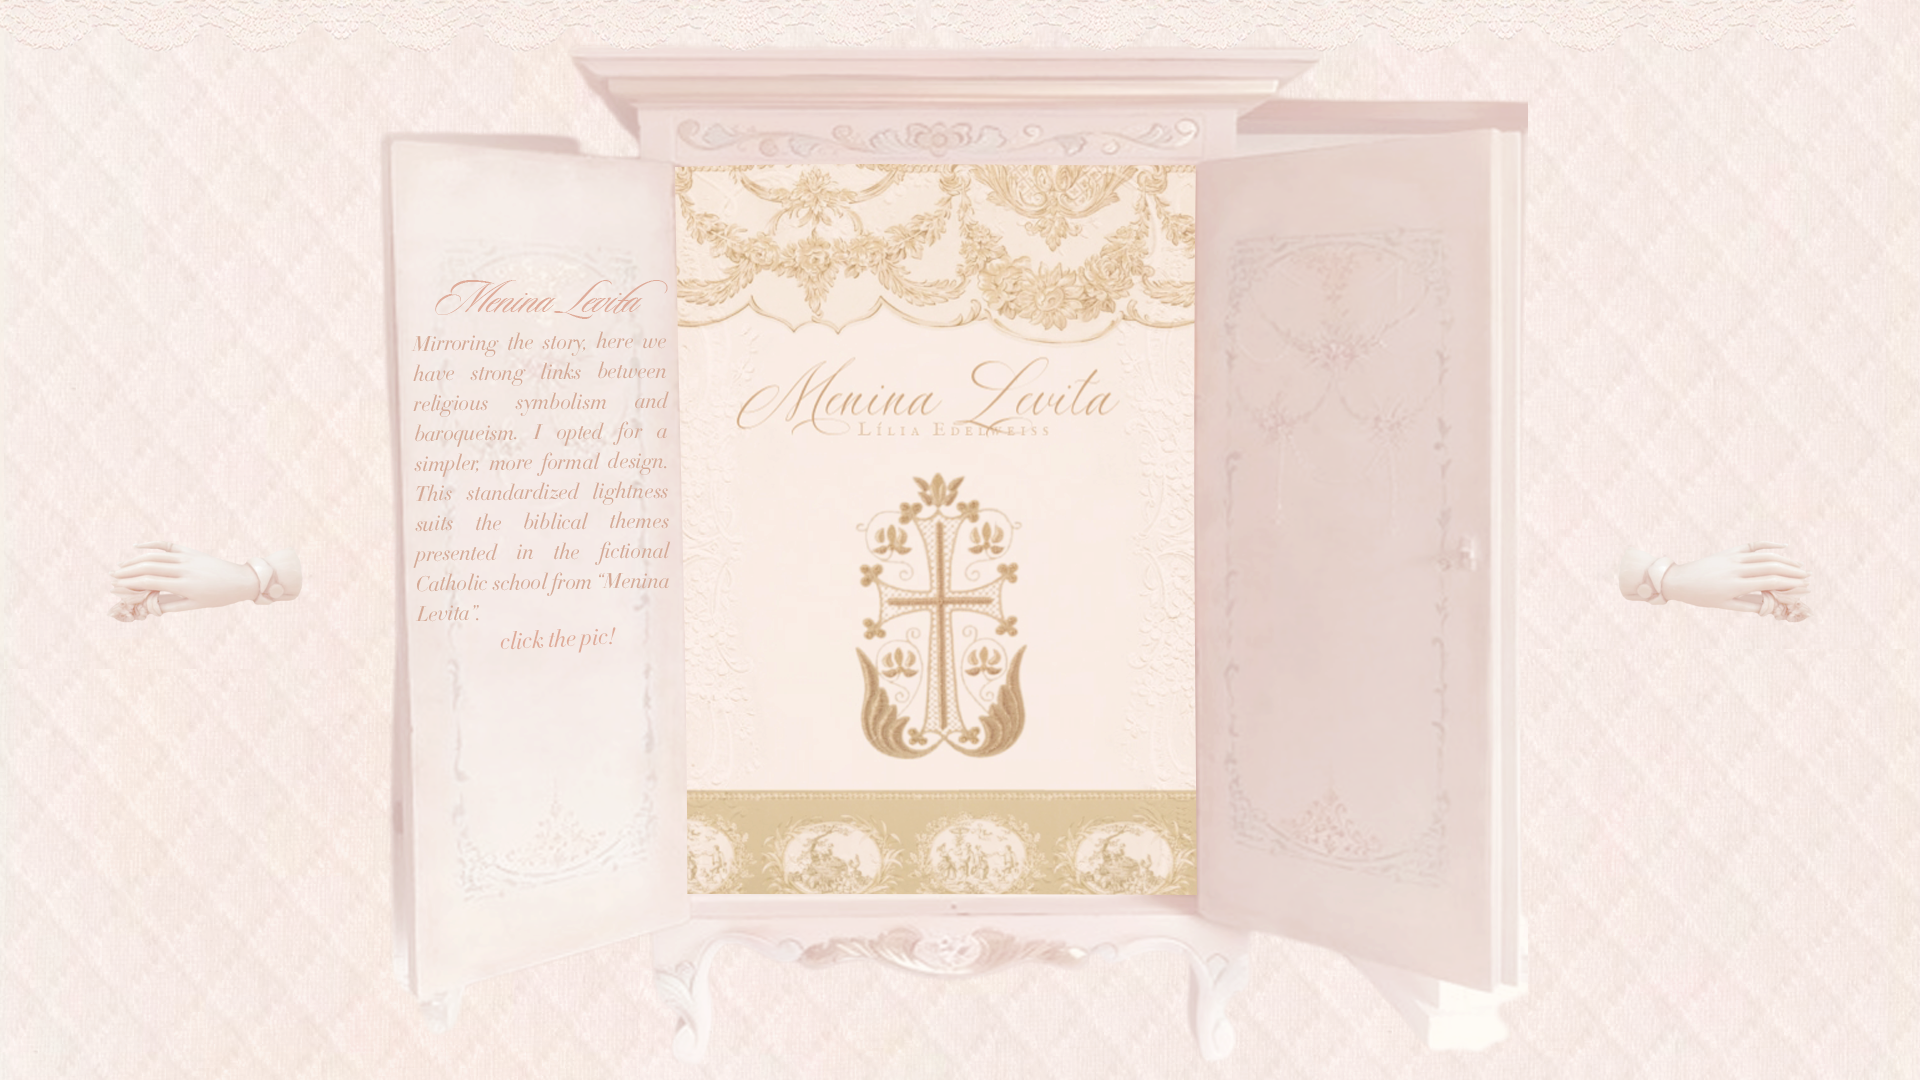 Menina Levita
Mirroring the story, here we
have strong links between
religious symbolism and
baroqueism. I opted for a
simpler, more formal design.
This standardized lightness
suits the biblical themes
presented in the fictional
Catholic school from “Menina
Levita”.
click the pic!
Menina Levita
Lília Edelweiss